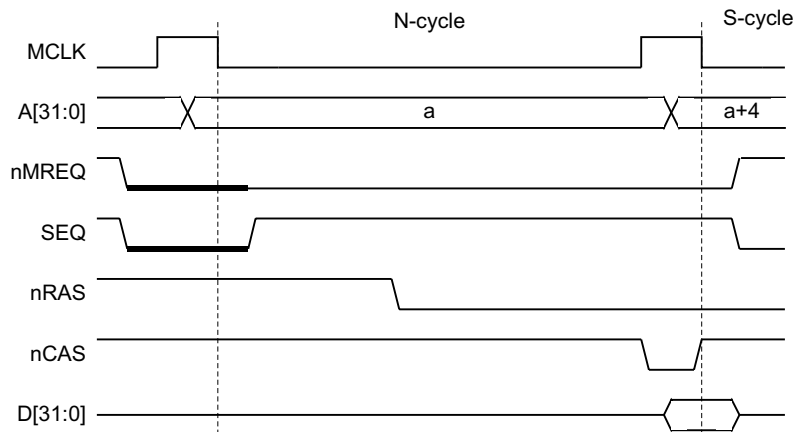 N-cycle
S-cycle
MCLK
A[31:0]
a
a+4
nMREQ
SEQ
nRAS
nCAS
D[31:0]